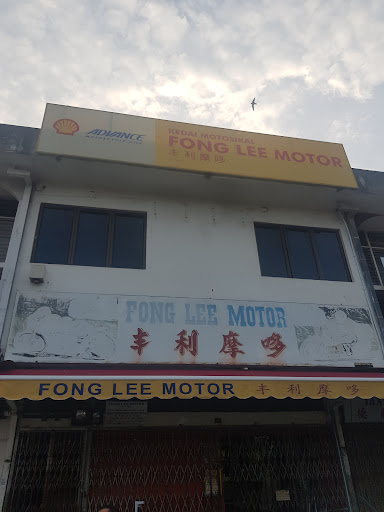 ADVANCE
KEDAI MOTOSIKAL
FONG LEE MOTOR
丰利摩哆
FONG LEE MOTOR
丰利摩哆
FONG LEE MOTOR 丰利摩哆